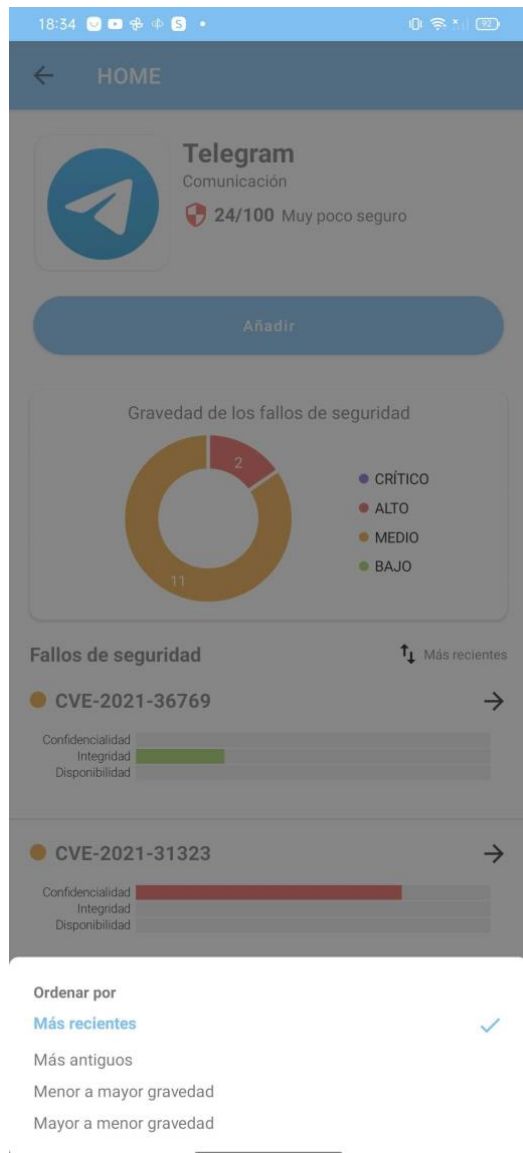 18:34
92
HOME
Telegram
Comunicación
24/100 Muy poco seguro
Añadir
Gravedad de los fallos de seguridad
2
11
CRÍTICO
ALTO
MEDIO
BAJO
Fallos de seguridad
Más recientes
CVE-2021-36769
Confidencialidad
Integridad
Disponibilidad
CVE-2021-31323
Confidencialidad
Integridad
Disponibilidad
Ordenar por
Más recientes
Más antiguos
Menor a mayor gravedad
Mayor a menor gravedad